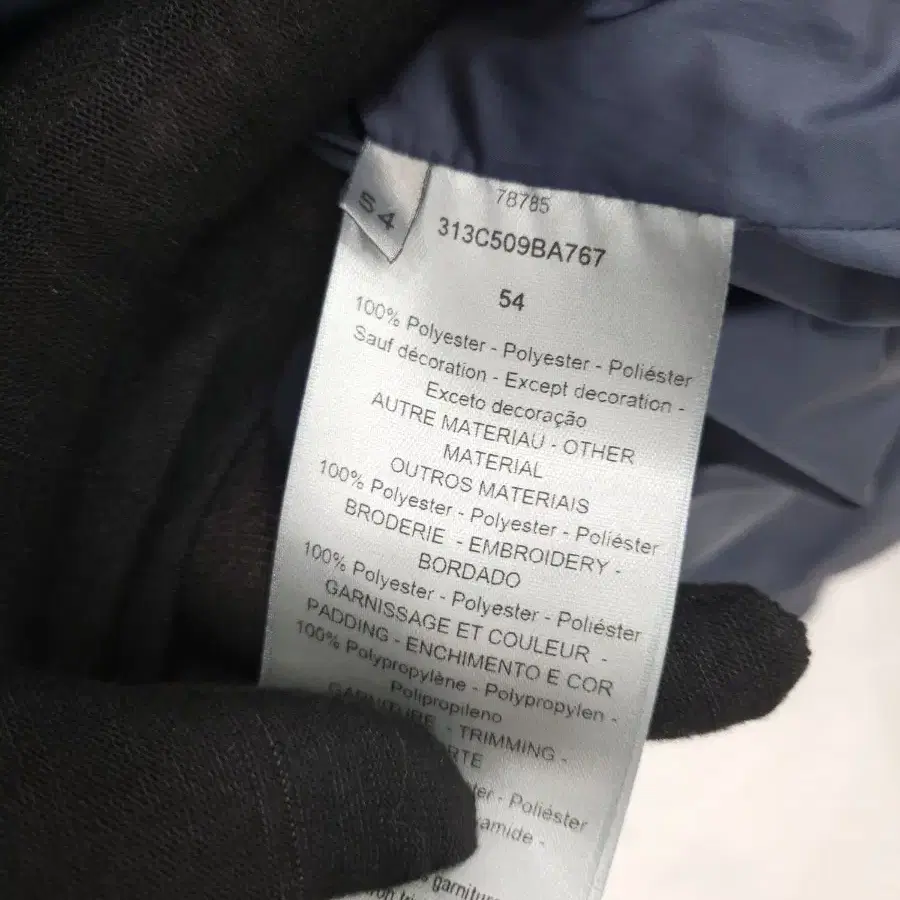 54
78785
313C509BA767
54
100% Polyester - Polyester - Poliéster
Sauf décoration - Except decoration -
Exceto decoração
AUTRE MATERIAU - OTHER
MATERIAL
OUTROS MATERIAIS
100% Polyester - Polyester - Poliéster
BRODERIE - EMBROIDERY -
BORDADO
100% Polyester - Polyester - Poliéster
GARNISSAGE ET COULEUR -
PADDING - ENCHIMENTO E COR
100% Polypropylène - Polypropylen -
Polipropileno
GARNITURE - TRIMMING -
- Poliéster